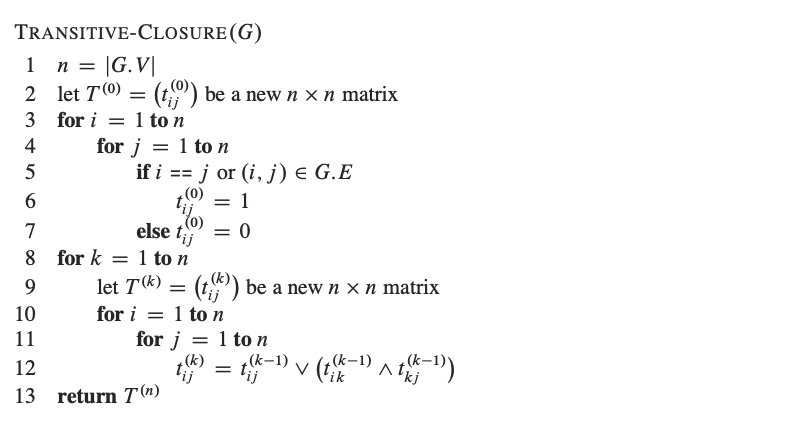 TRANSITIVE-CLOSURE(G)
1 n = |G.V|
2 let T^(0) = (t_ij^(0)) be a new n × n matrix
3 for i = 1 to n
4 for j = 1 to n
5 if i == j or (i, j) ∈ G.E
6 t_ij^(0) = 1
7 else t_ij^(0) = 0
8 for k = 1 to n
9 let T^(k) = (t_ij^(k)) be a new n × n matrix
10 for i = 1 to n
11 for j = 1 to n
12 t_ij^(k) = t_ij^(k−1) ∨ (t_ik^(k−1) ∧ t_kj^(k−1))
13 return T^(n)